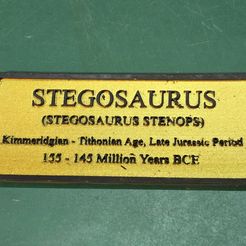 STEGOSAURUS
(STEGOSAURUS STENOPS)
Kimmeridgian - Tithonian Age, Late Jurassic Period
155 - 145 Million Years BCE